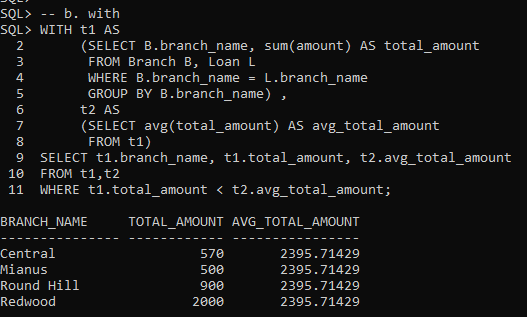 SQL> -- b. with
SQL> WITH t1 AS
  2       (SELECT B.branch_name, sum(amount) AS total_amount
  3        FROM Branch B, Loan L
  4        WHERE B.branch_name = L.branch_name
  5        GROUP BY B.branch_name) ,
  6       t2 AS
  7       (SELECT avg(total_amount) AS avg_total_amount
  8        FROM t1)
  9  SELECT t1.branch_name, t1.total_amount, t2.avg_total_amount
 10  FROM t1,t2
 11  WHERE t1.total_amount < t2.avg_total_amount;
BRANCH_NAME     TOTAL_AMOUNT AVG_TOTAL_AMOUNT
--------------- ------------ ----------------
Central                  570       2395.71429
Mianus                   500       2395.71429
Round Hill               900       2395.71429
Redwood                 2000       2395.71429